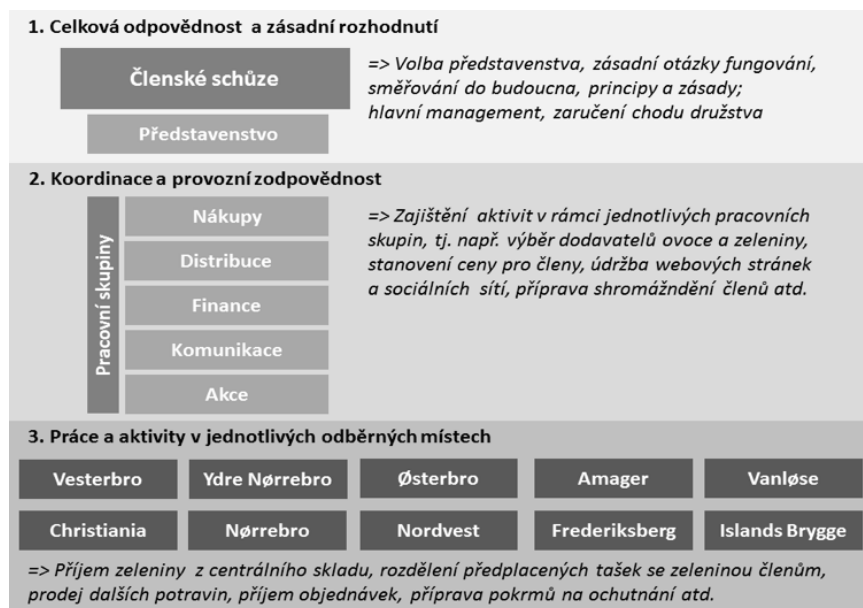 1. Celková odpovědnost a zásadní rozhodnutí
Členské schůze
Představenstvo
=> Volba představenstva, zásadní otázky fungování,
směřování do budoucna, principy a zásady;
hlavní management, zaručení chodu družstva
2. Koordinace a provozní zodpovědnost
Pracovní skupiny
Nákupy
Distribuce
Finance
Komunikace
Akce
=> Zajištění aktivit v rámci jednotlivých pracovních
skupin, tj. např. výběr dodavatelů ovoce a zeleniny,
stanovení ceny pro členy, údržba webových stránek
a sociálních sítí, příprava shromáždnění členů atd.
3. Práce a aktivity v jednotlivých odběrných místech
Vesterbro Ydre Nørrebro Østerbro Amager Vanløse
Christiania Nørrebro Nordvest Frederiksberg Islands Brygge
=> Příjem zeleniny z centrálního skladu, rozdělení předplacených tašek se zeleninou členům,
prodej dalších potravin, příjem objednávek, příprava pokrmů na ochutnání atd.